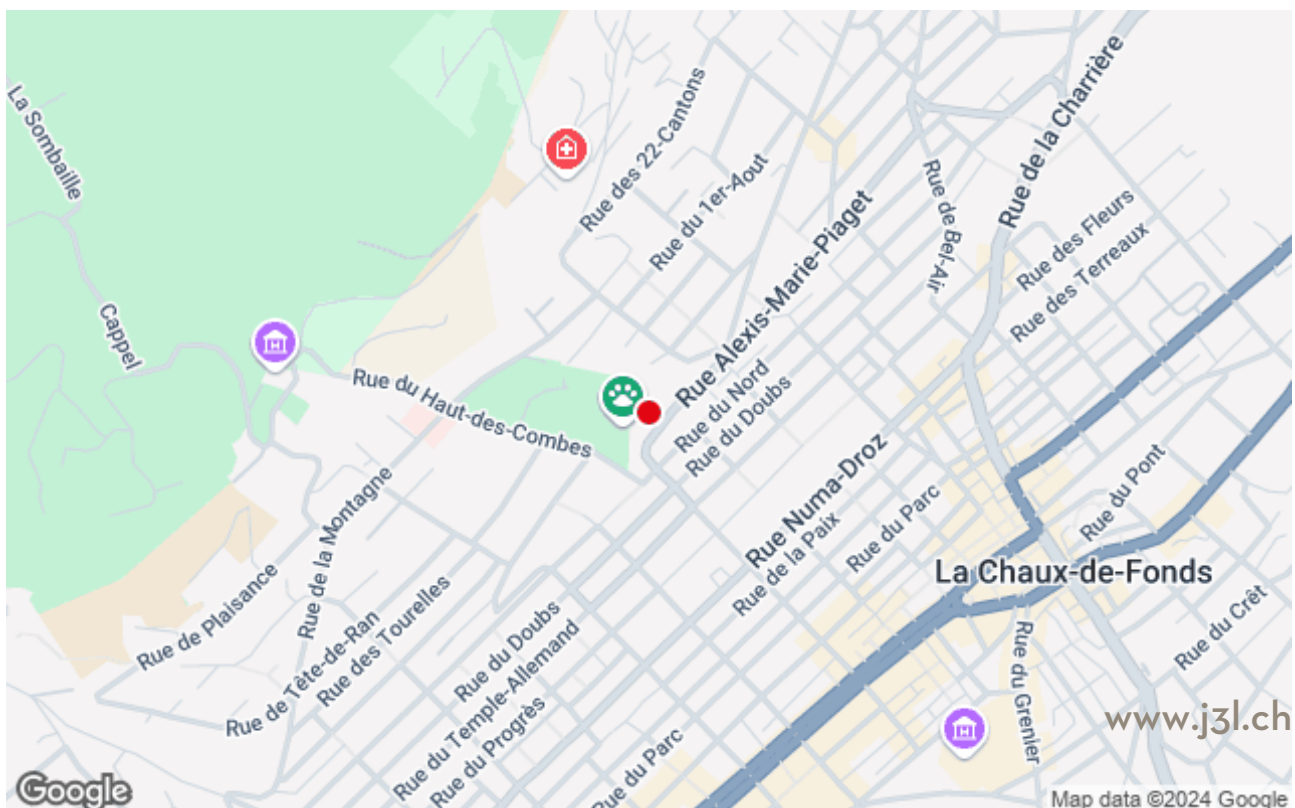 La Sombaille
Cappel
Rue des 22-Cantons
Rue du 1er-Aout
Rue Alexis-Marie-Piaget
Rue de Bel-Air
Rue de la Charrière
Rue des Fleurs
Rue des Terreaux
Rue du Haut-des-Combes
Rue du Nord
Rue du Doubs
Rue Numa-Droz
Rue de la Paix
Rue du Parc
Rue du Pont
La Chaux-de-Fonds
Rue de la Montagne
Rue de Plaisance
Rue de Tête-de-Ran
Rue des Tourelles
Rue du Doubs
Rue du Temple-Allemand
Rue du Progrès
Rue du Parc
Rue du Grenier
Rue du Crêt
www.j3l.ch
Google
Map data ©2024 Google